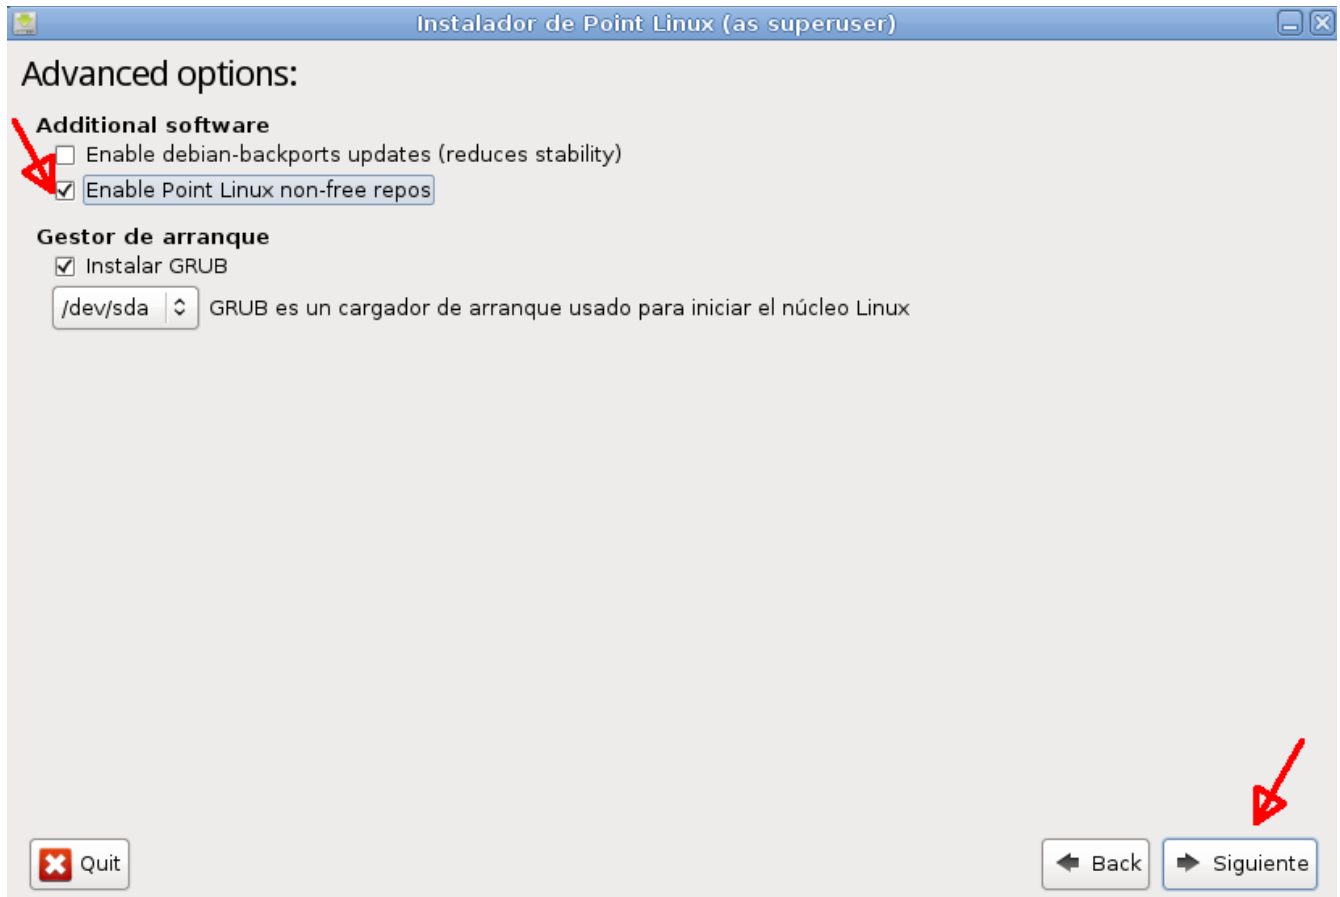 Instalador de Point Linux (as superuser)
Advanced options:
Additional software
Enable debian-backports updates (reduces stability)
Enable Point Linux non-free repos
Gestor de arranque
Instalar GRUB
/dev/sda GRUB es un cargador de arranque usado para iniciar el núcleo Linux
Quit Back Siguiente